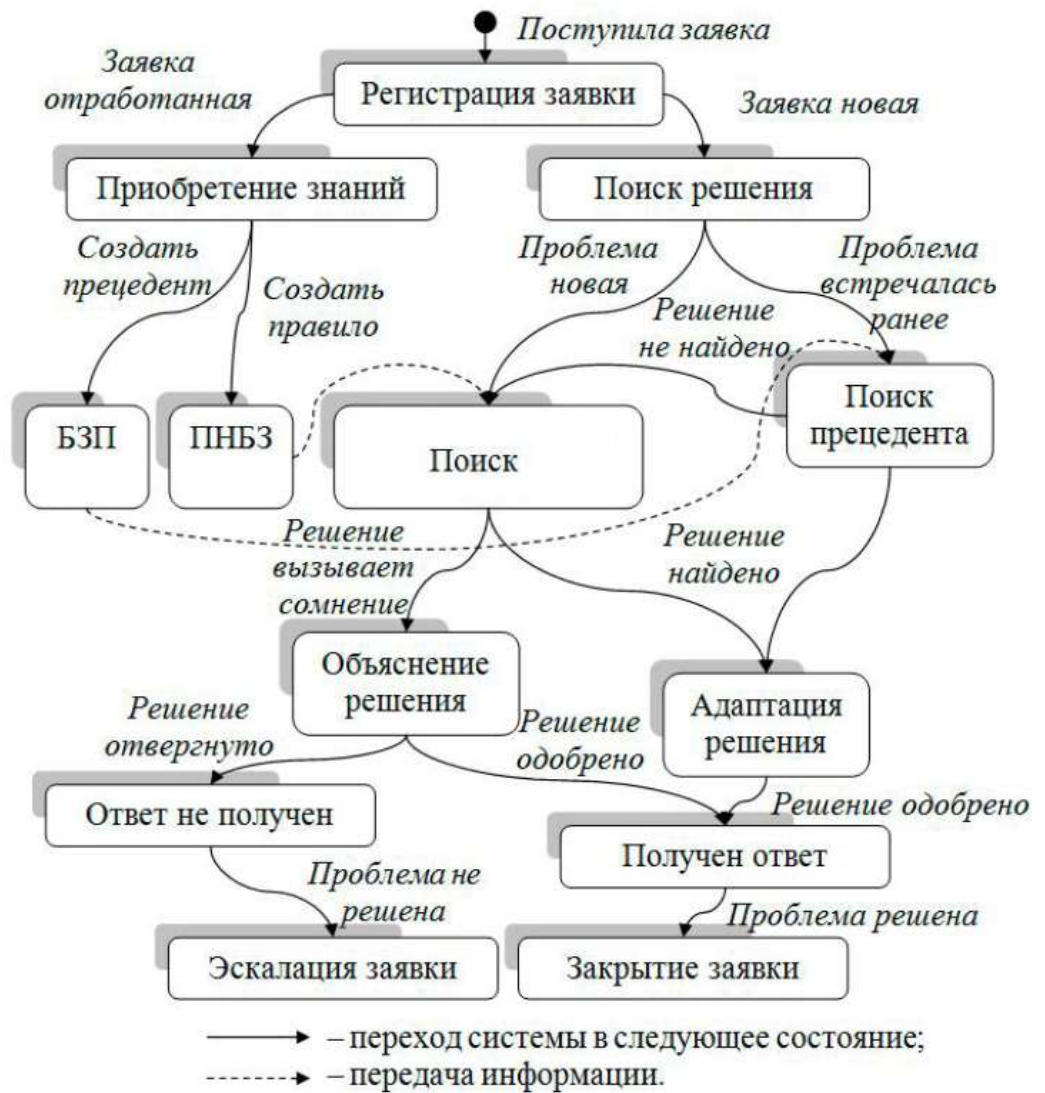 Поступила заявка
Заявка
отработанная
Регистрация заявки
Заявка новая
Приобретение знаний
Поиск решения
Создать
прецедент
Создать
правило
Проблема
новая
Проблема
встречалась
ранее
Решение
не найдено
БЗП
ПНБЗ
Поиск
Поиск
прецедента
Решение
вызывает
сомнение
Решение
найдено
Объяснение
решения
Адаптация
решения
Решение
отвергнуто
Решение
одобрено
Решение одобрено
Ответ не получен
Получен ответ
Проблема не
решена
Проблема решена
Эскалация заявки
Закрытие заявки
– переход системы в следующее состояние;
– передача информации.